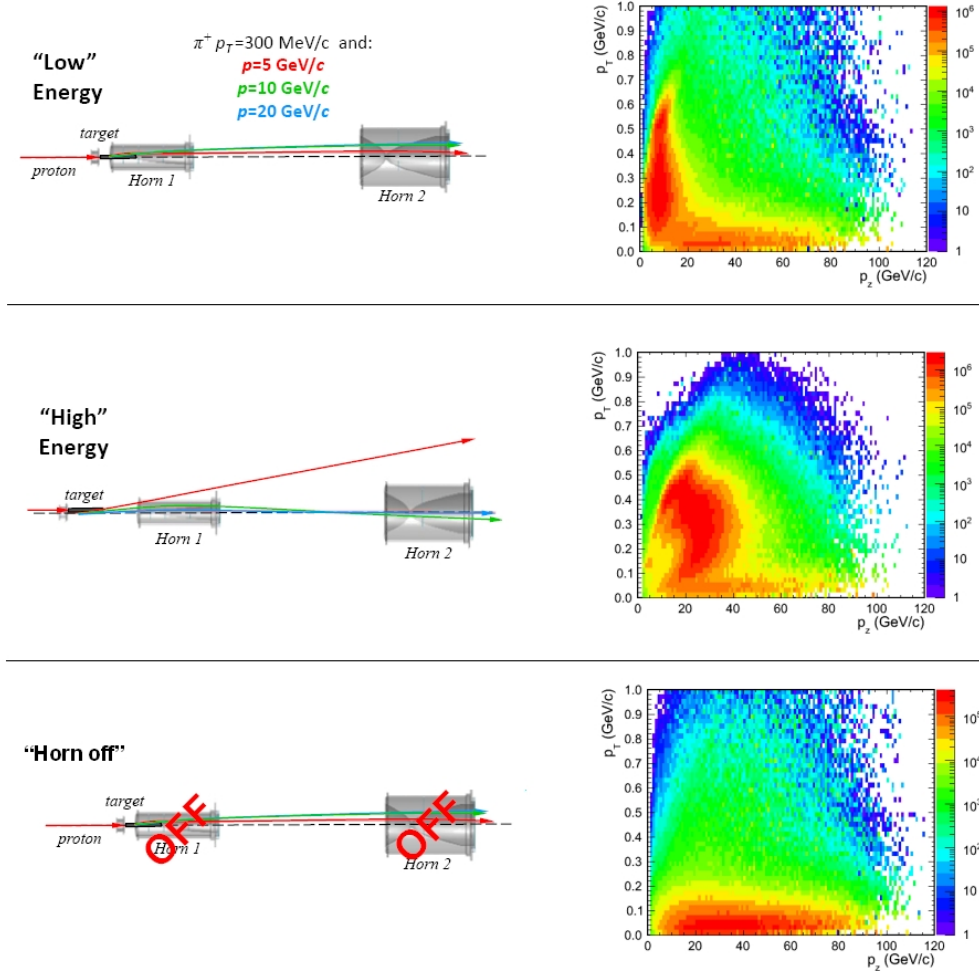 “Low”
Energy
π⁺ p_T=300 MeV/c and:
p=5 GeV/c
p=10 GeV/c
p=20 GeV/c
target
proton
Horn 1
Horn 2
p_T (GeV/c)
1.0
0.9
0.8
0.7
0.6
0.5
0.4
0.3
0.2
0.1
0.0
0 20 40 60 80 100 120
p_z (GeV/c)
10⁶
10⁵
10⁴
10³
10²
10
1
“High”
Energy
target
Horn 1
Horn 2
p_T (GeV/c)
1.0
0.9
0.8
0.7
0.6
0.5
0.4
0.3
0.2
0.1
0.0
0 20 40 60 80 100 120
p_z (GeV/c)
10⁶
10⁵
10⁴
10³
10²
10
1
“Horn off”
target
proton
OFF
Horn 1
OFF
Horn 2
p_T (GeV/c)
1.0
0.9
0.8
0.7
0.6
0.5
0.4
0.3
0.2
0.1
0.0
0 20 40 60 80 100 120
p_z (GeV/c)
10⁵
10⁴
10³
10²
10
1